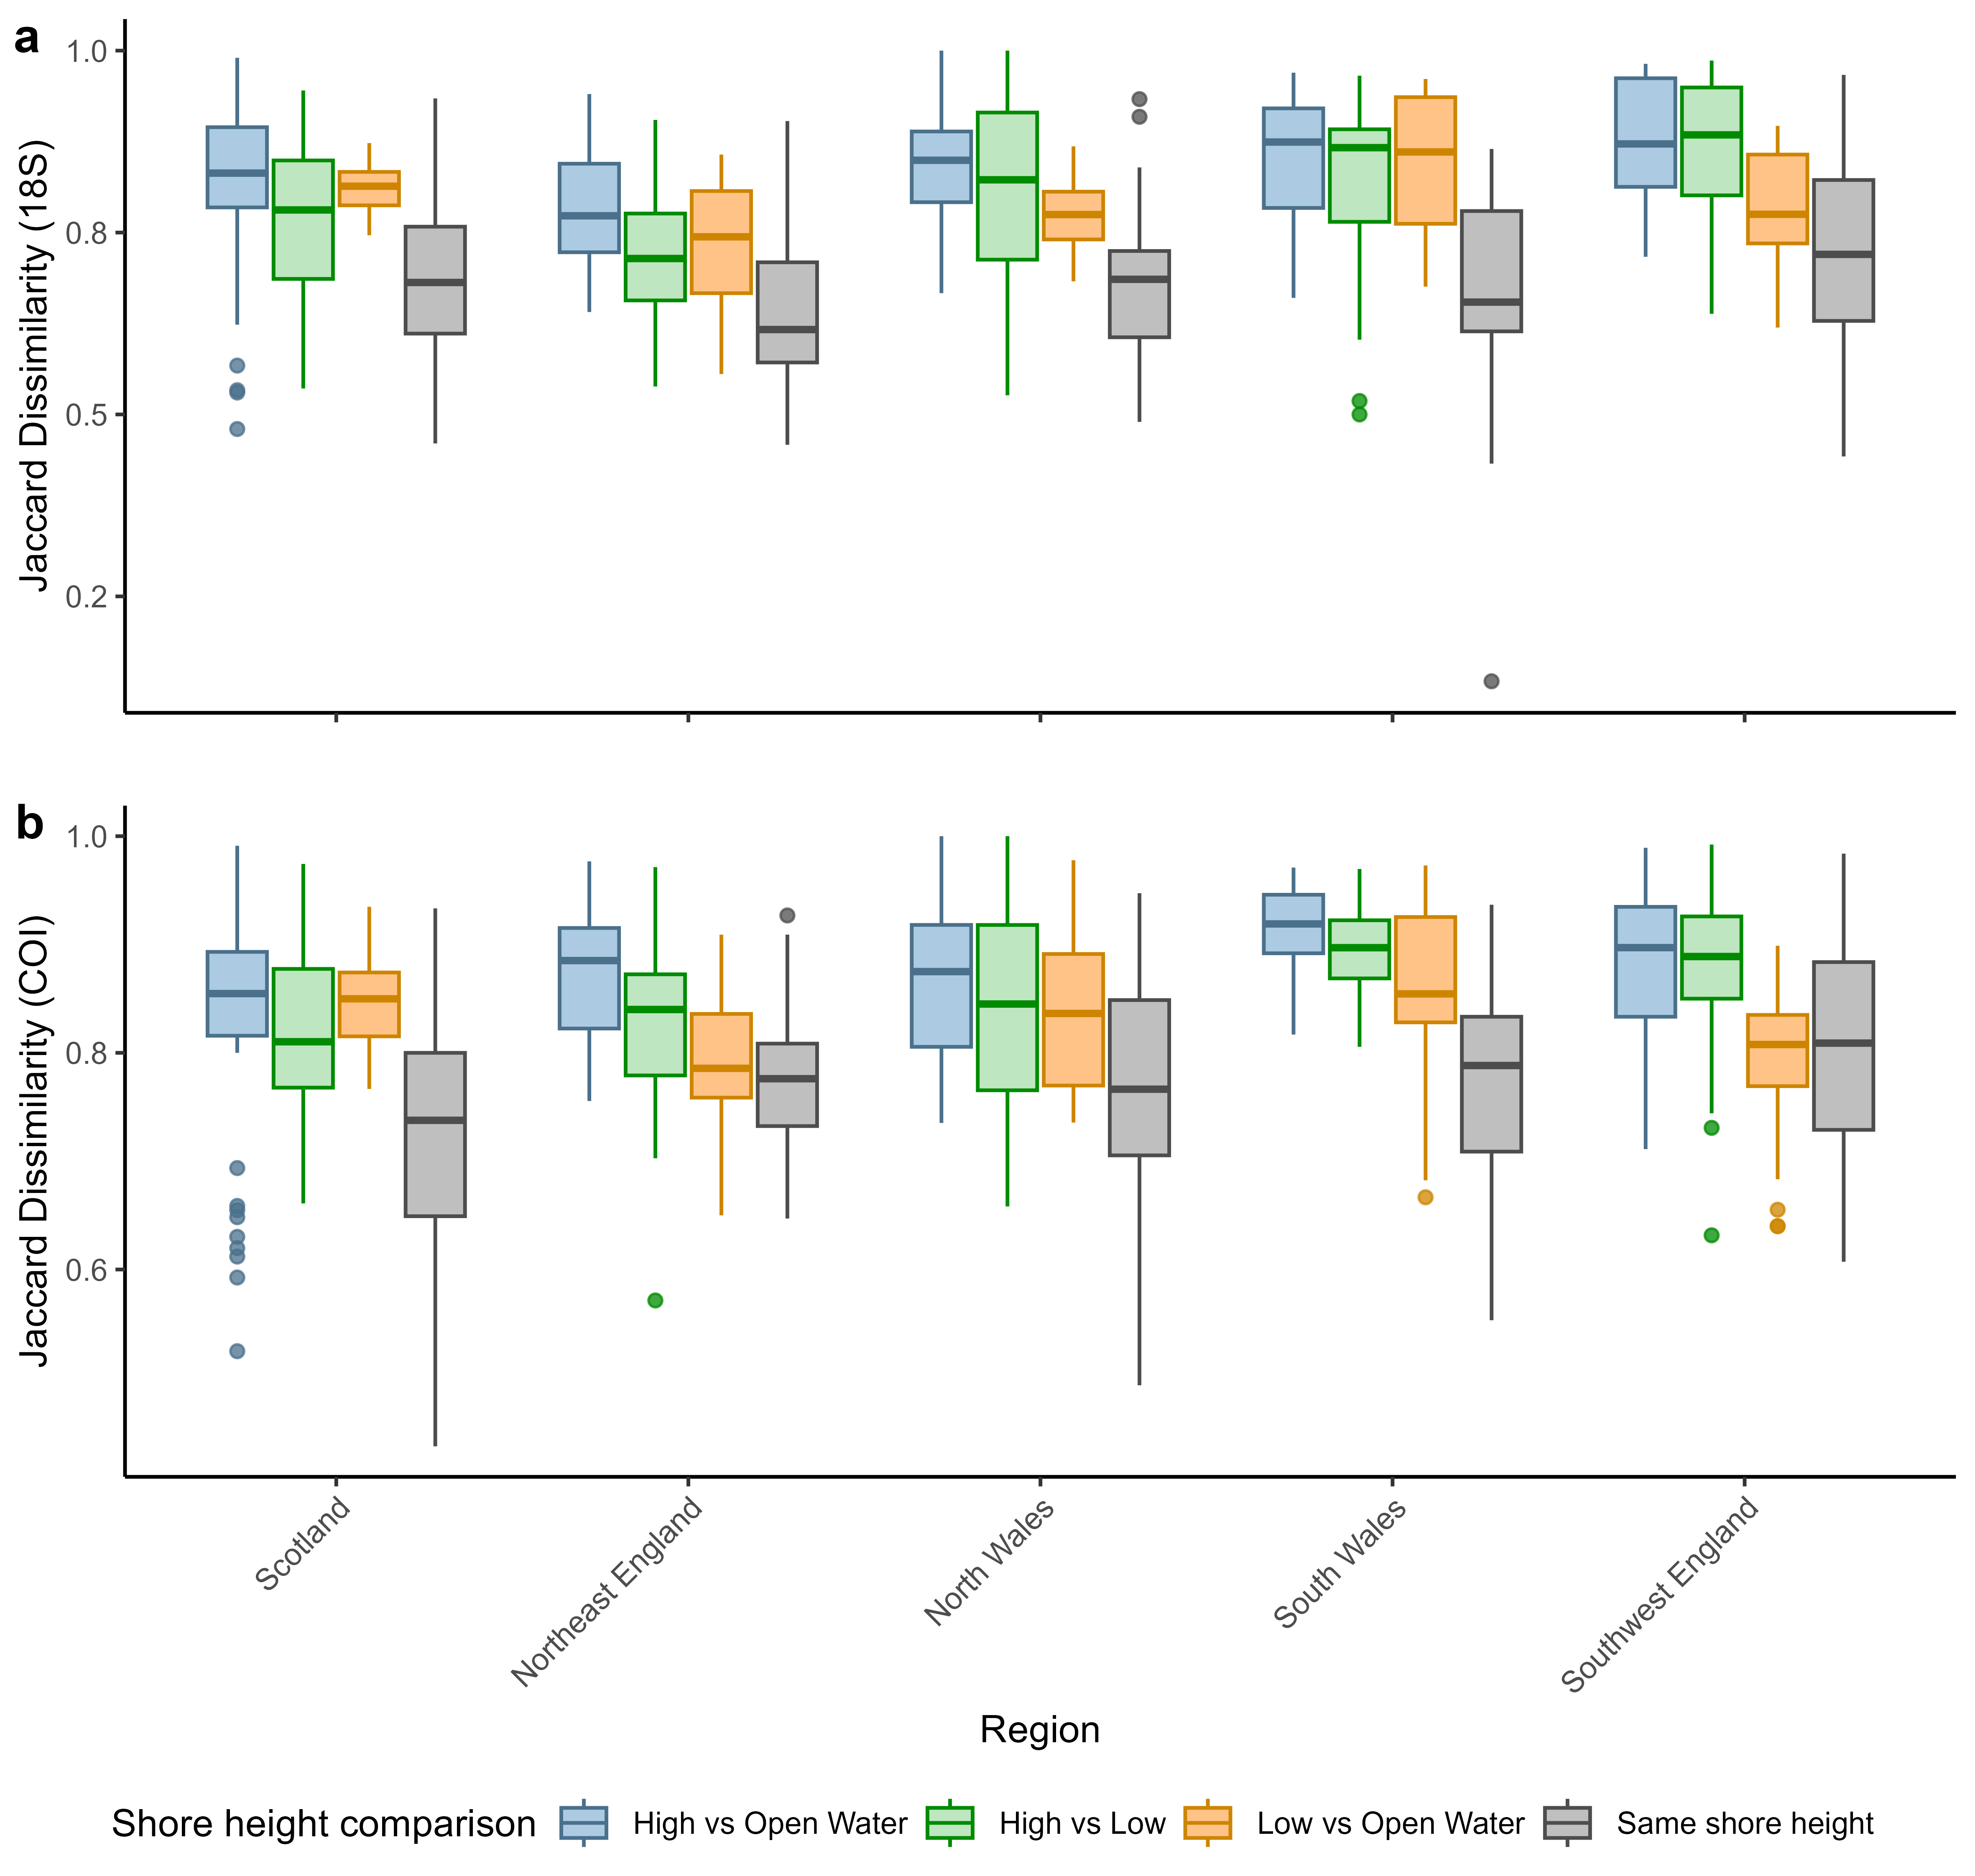 a
Jaccard Dissimilarity (18S)
1.0
0.8
0.5
0.2
b
Jaccard Dissimilarity (COI)
1.0
0.8
0.6
Scotland
Northeast England
North Wales
South Wales
Southwest England
Region
Shore height comparison High vs Open Water High vs Low Low vs Open Water Same shore height